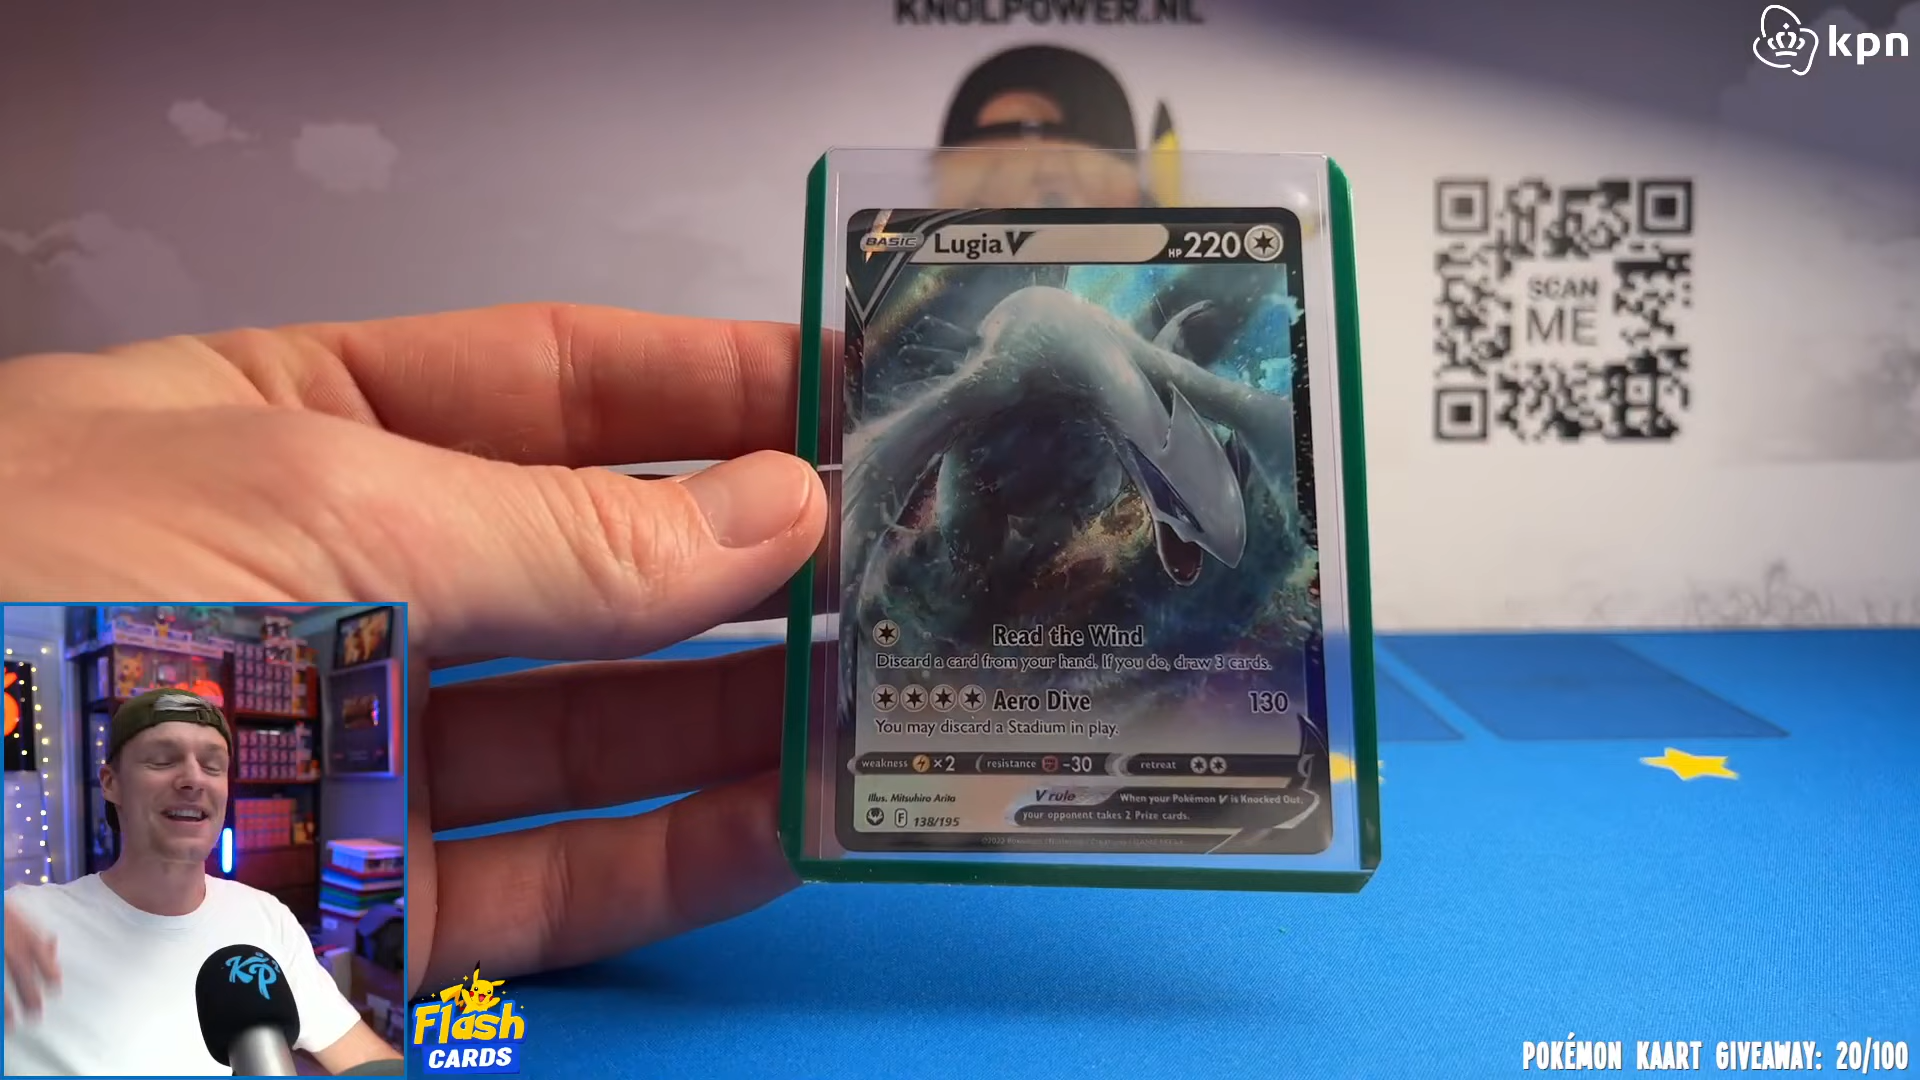 KNOLPOWER.NL
kpn
BASIC Lugia V HP 220
SCAN
ME
Read the Wind
Discard a card from your hand. If you do, draw 3 cards.
Aero Dive 130
You may discard a Stadium in play.
weakness ×2 resistance -30 retreat
Illus. Mitsuhiro Arita
V rule When your Pokémon V is Knocked Out,
your opponent takes 2 Prize cards.
F 138/195
KP
Flash
CARDS
POKÉMON KAART GIVEAWAY: 20/100